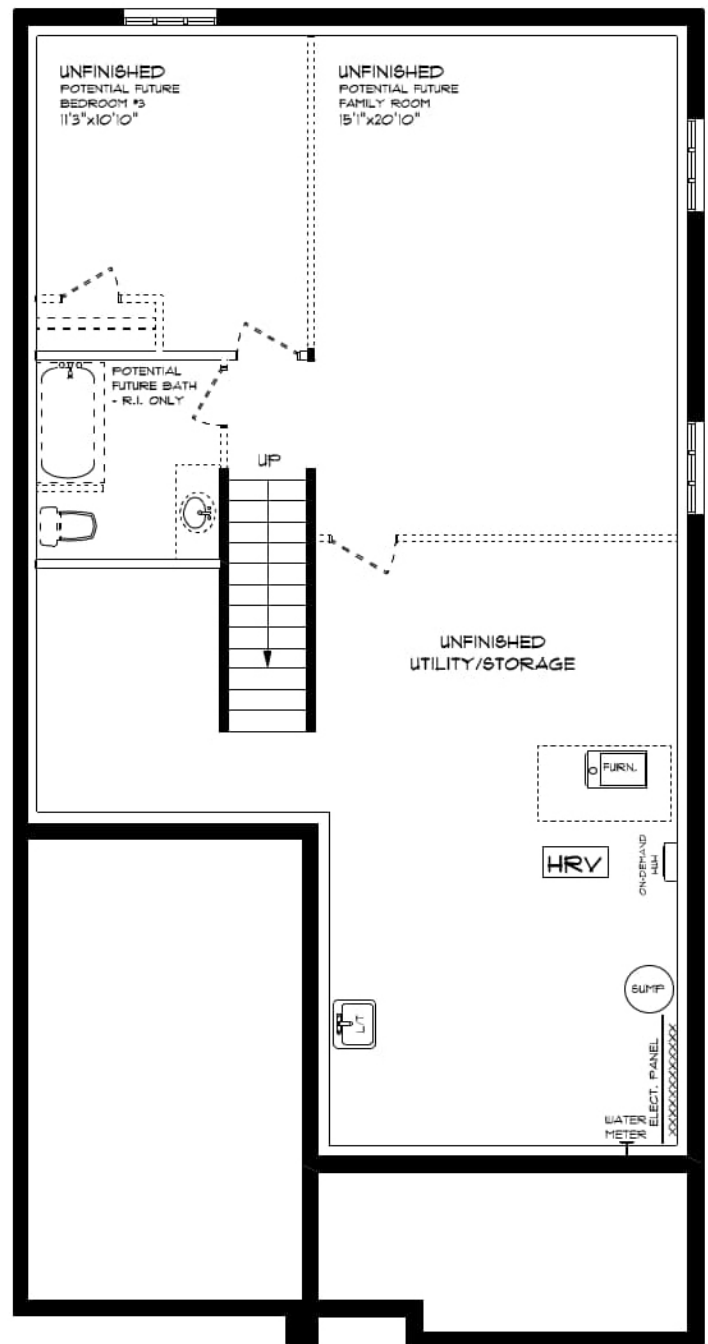 UNFINISHED
POTENTIAL FUTURE
BEDROOM #3
11'3"x10'10"
UNFINISHED
POTENTIAL FUTURE
FAMILY ROOM
15'1"x20'10"
POTENTIAL
FUTURE BATH
- R.I. ONLY
UP
UNFINISHED
UTILITY/STORAGE
FURN.
HRV
ON-DEMAND
HWH
SUMP
L/T
ELECT. PANEL
WATER
METER